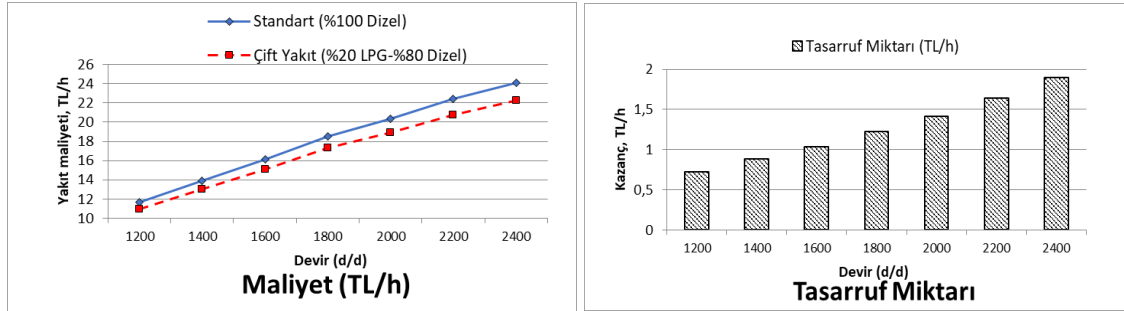 Standart (%100 Dizel)
Çift Yakıt (%20 LPG-%80 Dizel)
Yakıt maliyeti, TL/h
26
24
22
20
18
16
14
12
10
1200 1400 1600 1800 2000 2200 2400
Devir (d/d)
Maliyet (TL/h)
Tasarruf Miktarı (TL/h)
Kazanç, TL/h
2
1,5
1
0,5
0
1200 1400 1600 1800 2000 2200 2400
Devir (d/d)
Tasarruf Miktarı